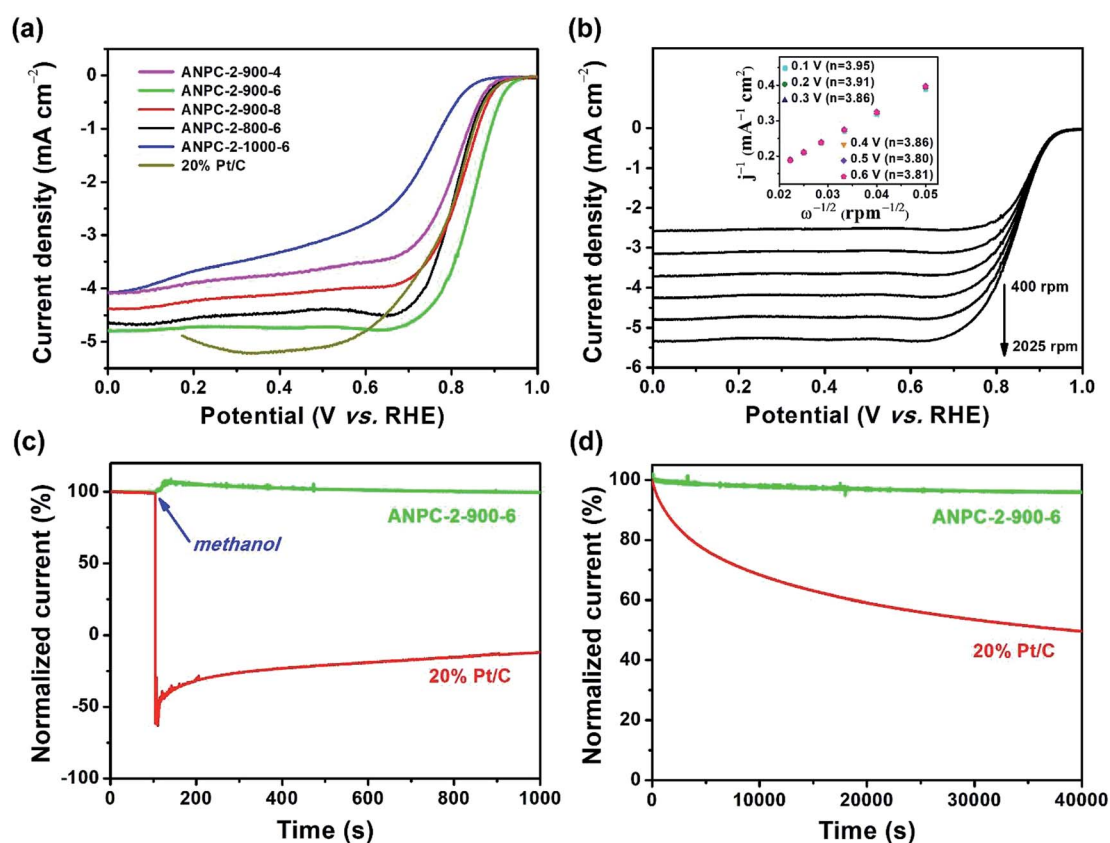 (a)
Current density (mA cm−2)
0
-1
-2
-3
-4
-5
ANPC-2-900-4
ANPC-2-900-6
ANPC-2-900-8
ANPC-2-800-6
ANPC-2-1000-6
20% Pt/C
0.0 0.2 0.4 0.6 0.8 1.0
Potential (V vs. RHE)
(b)
Current density (mA cm−2)
0
-1
-2
-3
-4
-5
-6
j−1 (mA−1 cm2)
0.4
0.3
0.2
0.1 V (n=3.95)
0.2 V (n=3.91)
0.3 V (n=3.86)
0.4 V (n=3.86)
0.5 V (n=3.80)
0.6 V (n=3.81)
0.02 0.03 0.04 0.05
ω−1/2 (rpm−1/2)
400 rpm
2025 rpm
0.0 0.2 0.4 0.6 0.8 1.0
Potential (V vs. RHE)
(c)
Normalized current (%)
100
50
0
-50
-100
ANPC-2-900-6
methanol
20% Pt/C
0 200 400 600 800 1000
Time (s)
(d)
Normalized current (%)
100
80
60
40
20
0
ANPC-2-900-6
20% Pt/C
0 10000 20000 30000 40000
Time (s)